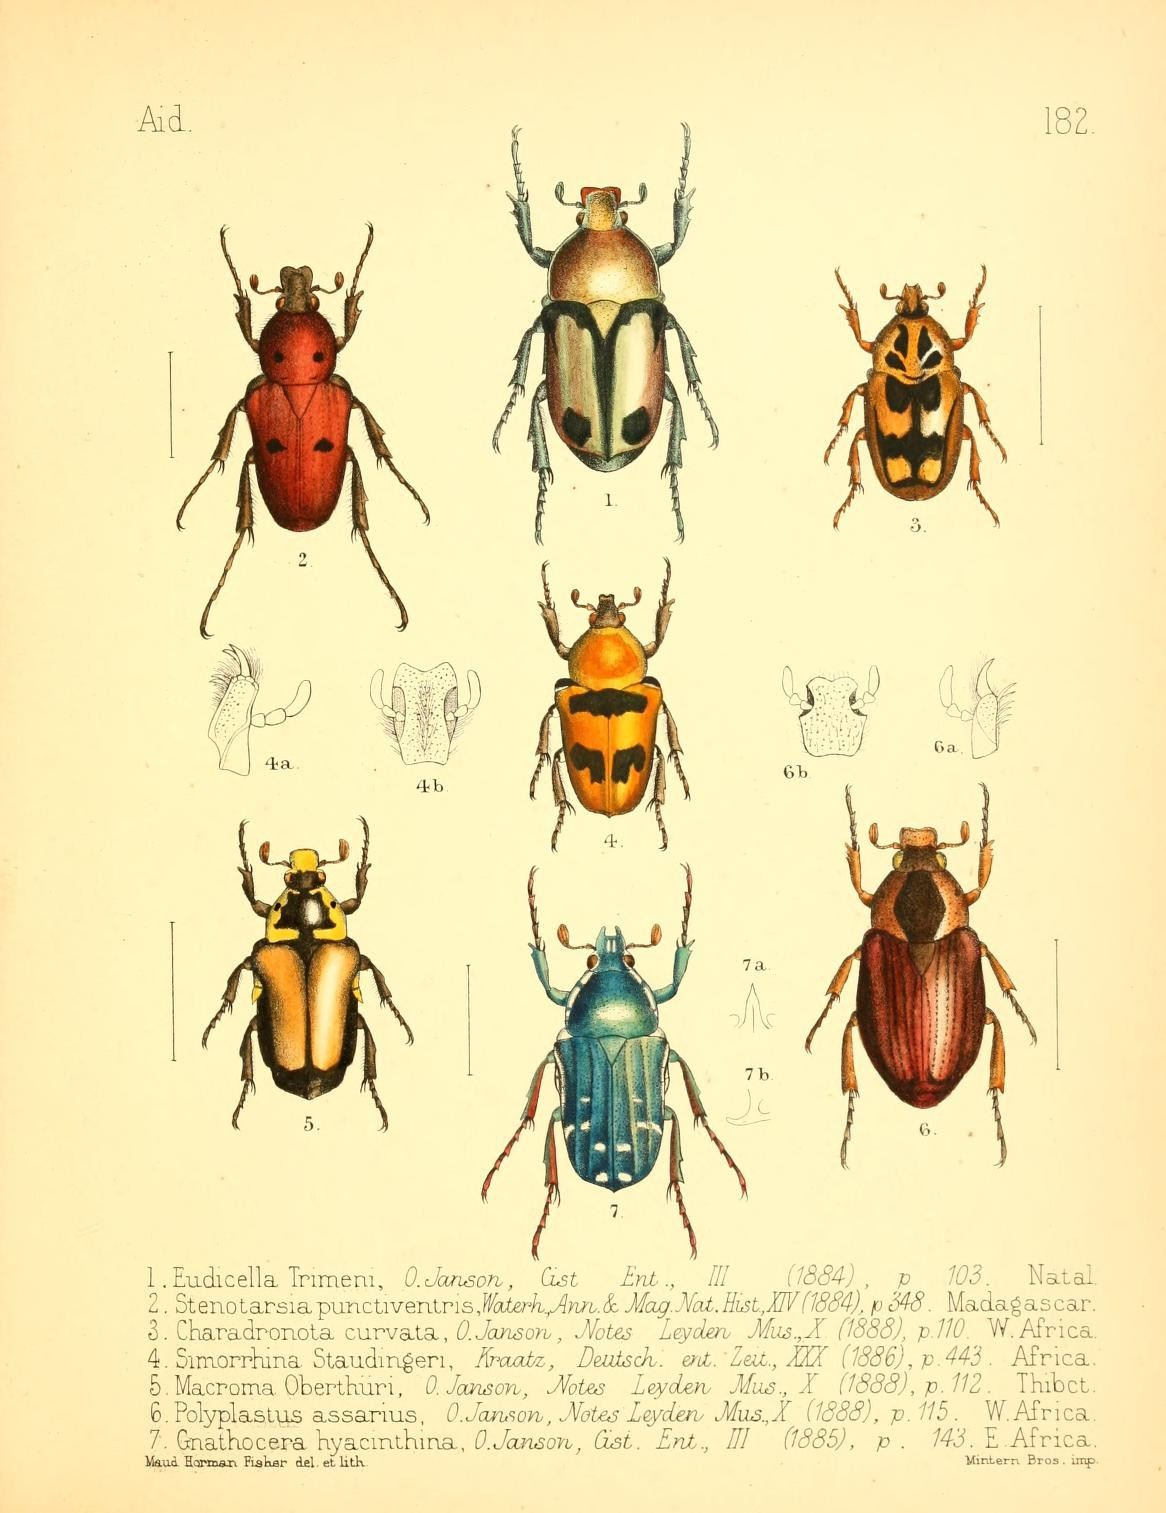 Aid. 182.
1.
2.
3.
4a.
4b.
6b.
6a.
4.
7a.
7b.
5.
6.
7.
1. Eudicella Trimeni, O. Janson, Cist Ent., III (1884), p 103. Natal.
2. Stenotarsia punctiventris, Waterh., Ann. & Mag. Nat. Hist., XIV (1884), p 348. Madagascar.
3. Charadronota curvata, O. Janson, Notes Leyden Mus., X (1888), p. 110. W. Africa.
4. Simorrhina Staudingeri, Kraatz, Deutsch. ent. Zeit., XXX (1886), p. 443. Africa.
5. Macroma Oberthüri, O. Janson, Notes Leyden Mus., X (1888), p. 112. Thibet.
6. Polyplastus assarius, O. Janson, Notes Leyden Mus., X (1888), p. 115. W. Africa.
7. Gnathocera hyacinthina, O. Janson, Cist. Ent., III (1885), p. 143. E. Africa.
Maud Horman Fisher del. et lith. Mintern Bros. imp.